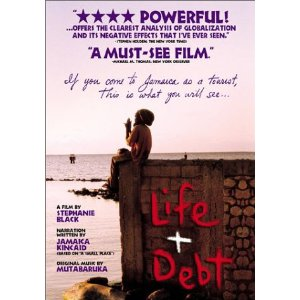 "★★★★ POWERFUL!
...OFFERS THE CLEAREST ANALYSIS OF GLOBALIZATION
AND ITS NEGATIVE EFFECTS THAT I'VE EVER SEEN."
-STEPHEN HOLDEN, THE NEW YORK TIMES
"A MUST-SEE FILM."
-MICHAEL M. THOMAS, NEW YORK OBSERVER
If you come to Jamaica as a tourist,
This is what you will see...
Life
+
Debt
A FILM BY
STEPHANIE
BLACK
NARRATION
WRITTEN BY
JAMAICA
KINCAID
(BASED ON "A SMALL PLACE")
ORIGINAL MUSIC BY
MUTABARUKA